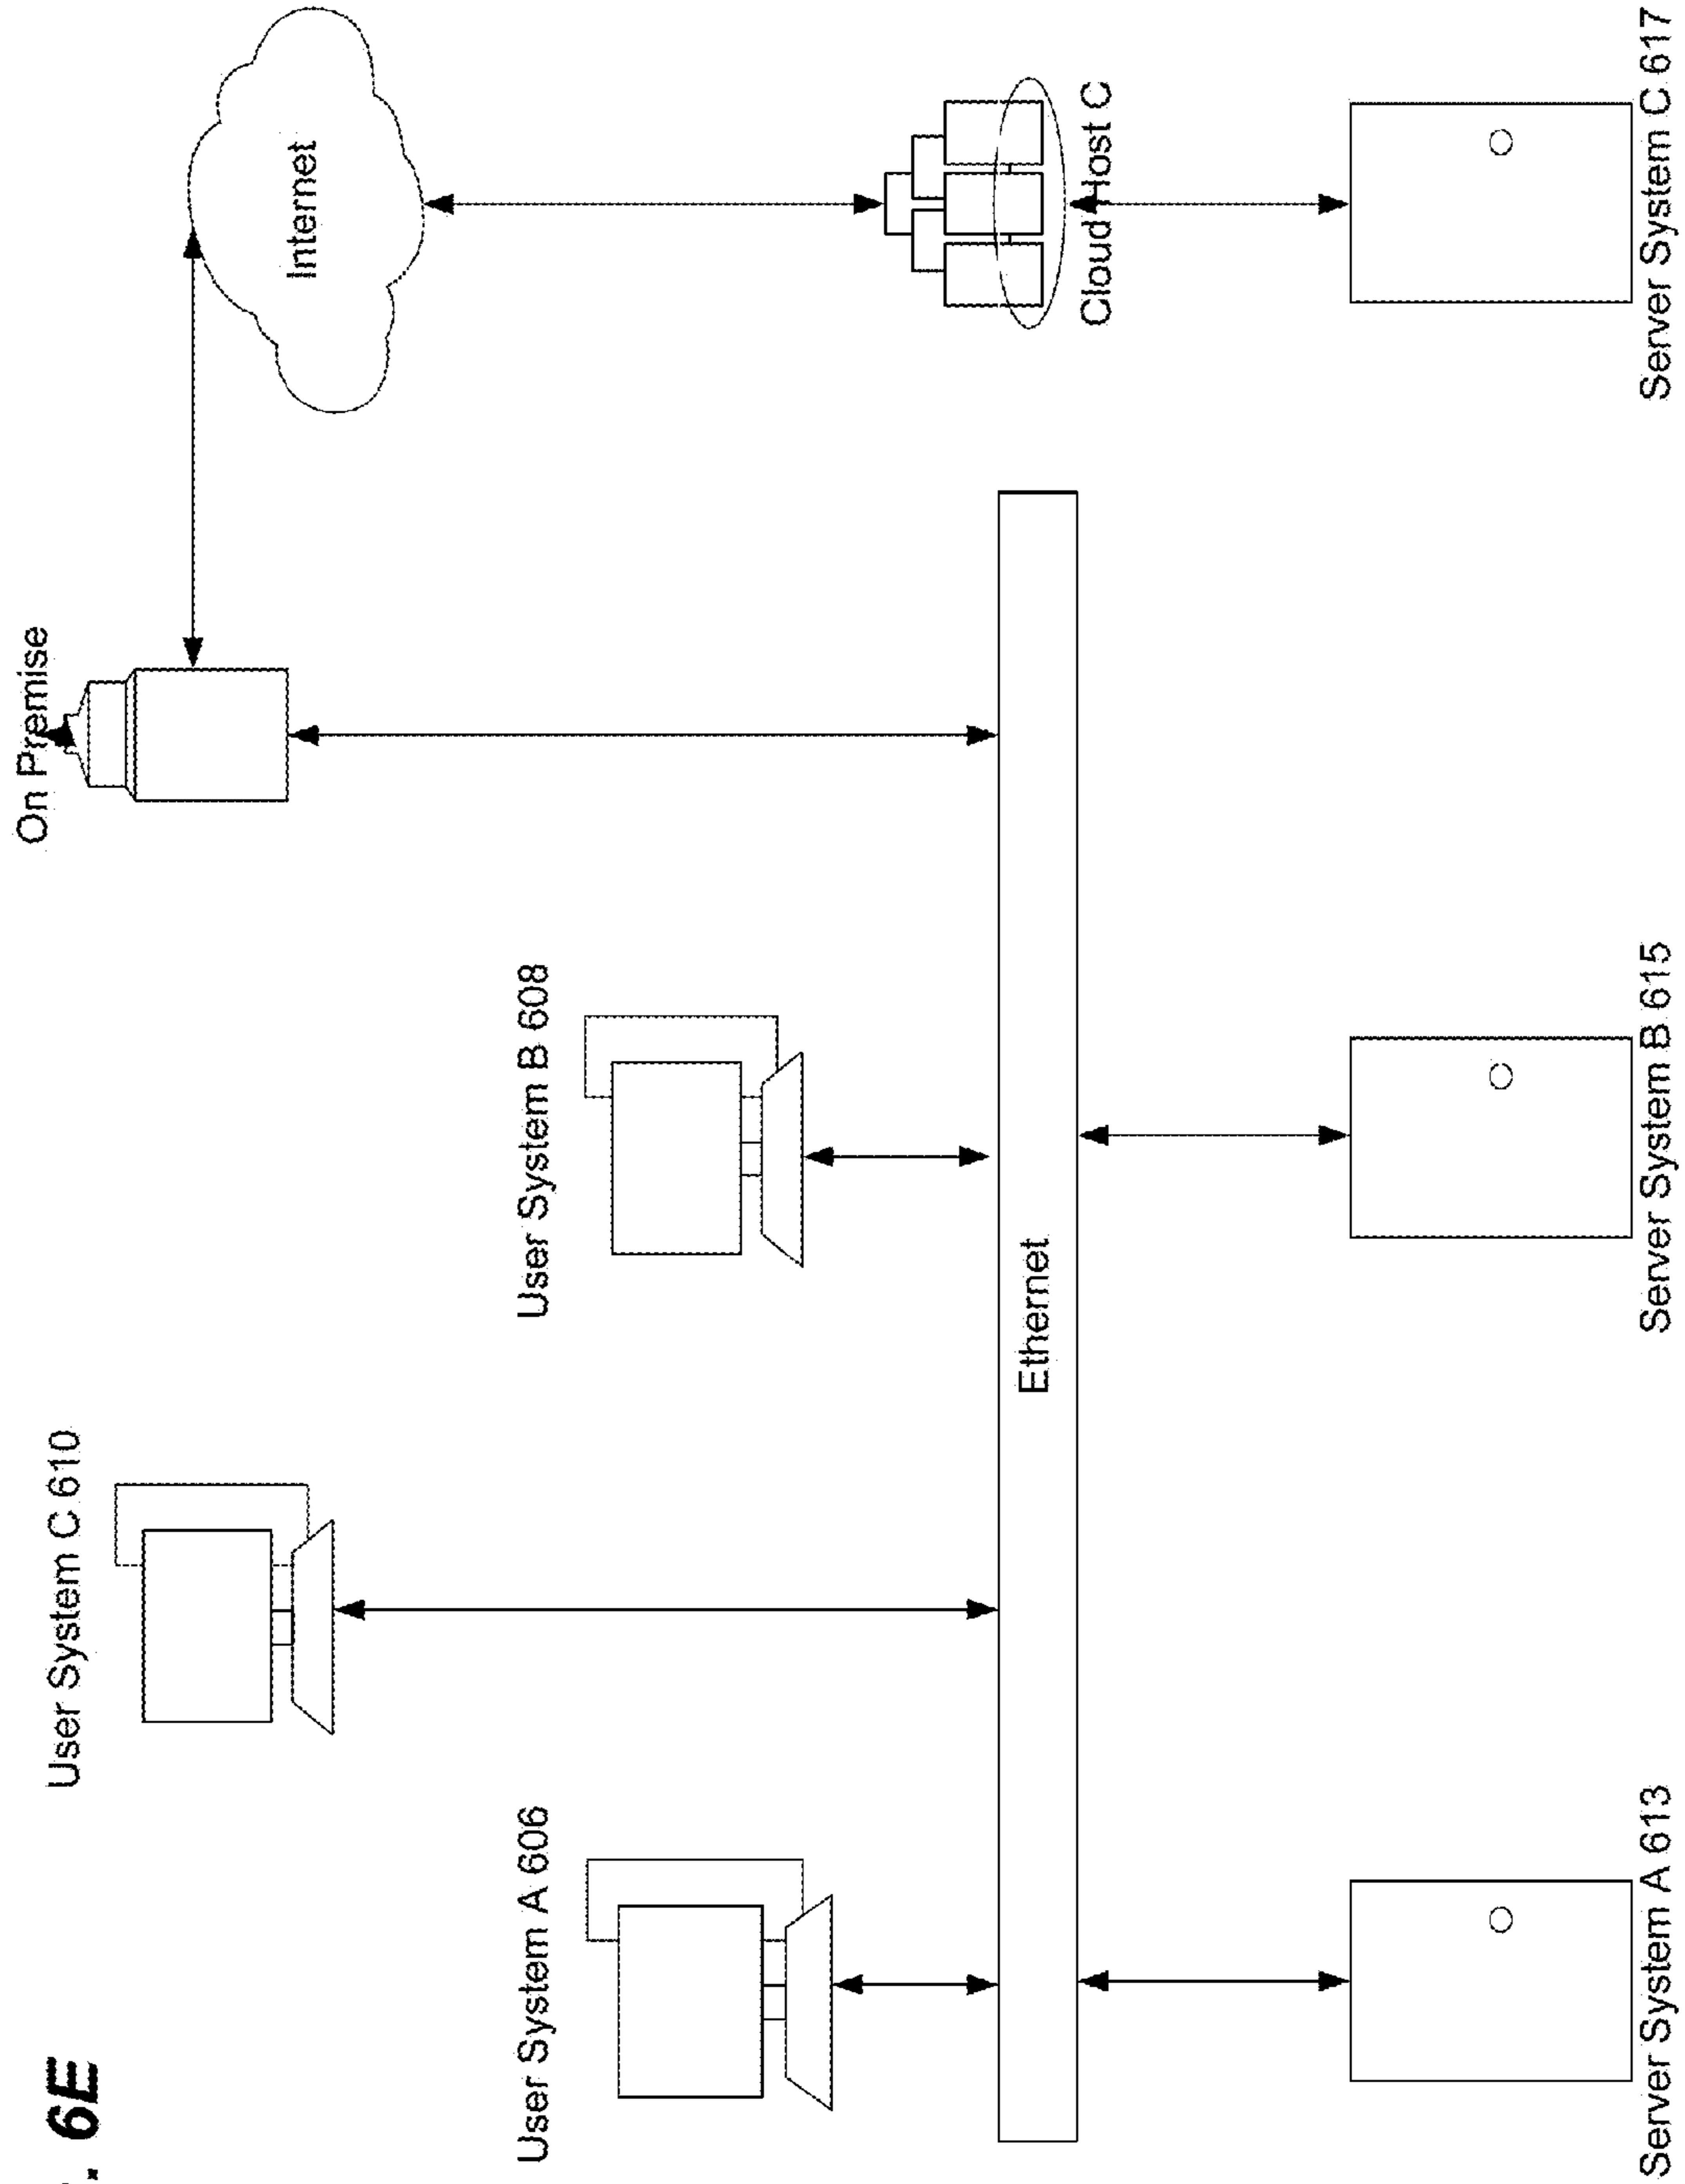 . 6E
User System C 610
On Premise
Internet
User System A 606
User System B 608
Ethernet
Cloud Host C
Server System A 613
Server System B 615
Server System C 617